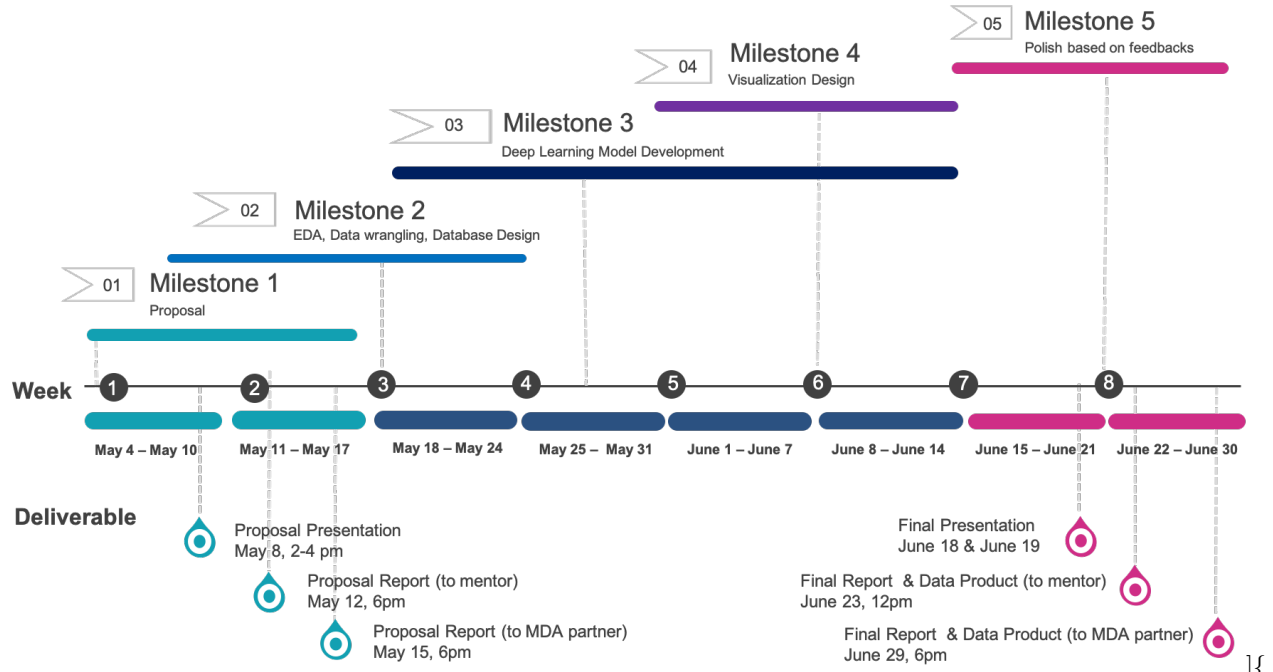 05
Milestone 5
Polish based on feedbacks
04
Milestone 4
Visualization Design
03
Milestone 3
Deep Learning Model Development
02
Milestone 2
EDA, Data wrangling, Database Design
01
Milestone 1
Proposal
Week
1
2
3
4
5
6
7
8
May 4 – May 10
May 11 – May 17
May 18 – May 24
May 25 – May 31
June 1 – June 7
June 8 – June 14
June 15 – June 21
June 22 – June 30
Deliverable
Proposal Presentation
May 8, 2-4 pm
Proposal Report (to mentor)
May 12, 6pm
Proposal Report (to MDA partner)
May 15, 6pm
Final Presentation
June 18 & June 19
Final Report & Data Product (to mentor)
June 23, 12pm
Final Report & Data Product (to MDA partner)
June 29, 6pm
]{